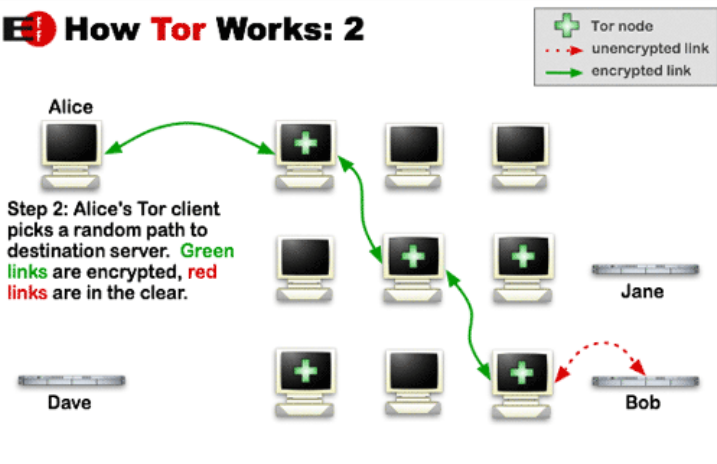 EFF How Tor Works: 2
Tor node
unencrypted link
encrypted link
Alice
Step 2: Alice's Tor client
picks a random path to
destination server. Green
links are encrypted, red
links are in the clear.
Jane
Dave
Bob